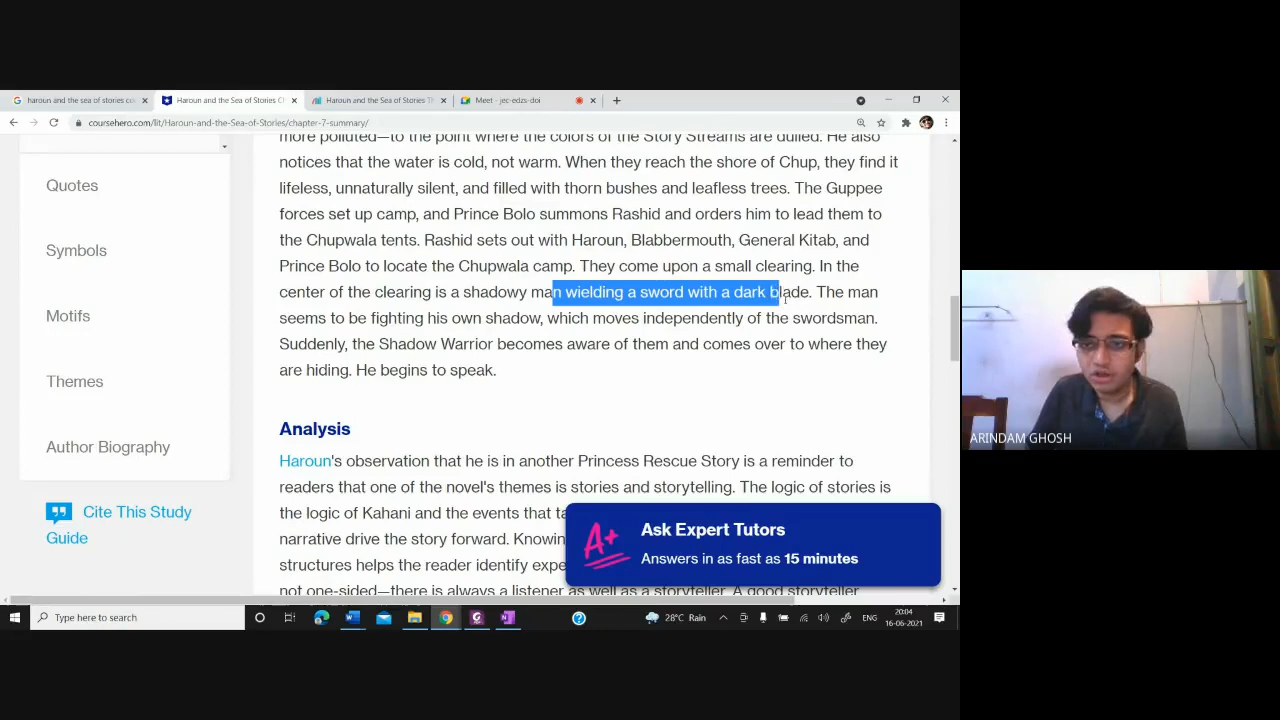 haroun and the sea of stories co
Haroun and the Sea of Stories Ch
Haroun and the Sea of Stories Th
Meet - jec-edzs-doi
coursehero.com/lit/Haroun-and-the-Sea-of-Stories/chapter-7-summary/
more polluted—to the point where the colors of the Story Streams are dulled. He also
notices that the water is cold, not warm. When they reach the shore of Chup, they find it
lifeless, unnaturally silent, and filled with thorn bushes and leafless trees. The Guppee
forces set up camp, and Prince Bolo summons Rashid and orders him to lead them to
the Chupwala tents. Rashid sets out with Haroun, Blabbermouth, General Kitab, and
Prince Bolo to locate the Chupwala camp. They come upon a small clearing. In the
center of the clearing is a shadowy man wielding a sword with a dark blade. The man
seems to be fighting his own shadow, which moves independently of the swordsman.
Suddenly, the Shadow Warrior becomes aware of them and comes over to where they
are hiding. He begins to speak.
Analysis
Haroun's observation that he is in another Princess Rescue Story is a reminder to
readers that one of the novel's themes is stories and storytelling. The logic of stories is
the logic of Kahani and the events that ta
narrative drive the story forward. Knowin
structures helps the reader identify expe
not one-sided—there is always a listener as well as a storyteller. A good storyteller
Quotes
Symbols
Motifs
Themes
Author Biography
Cite This Study
Guide
A+
Ask Expert Tutors
Answers in as fast as 15 minutes
ARINDAM GHOSH
Type here to search
28°C Rain
ENG
20:04
16-06-2021